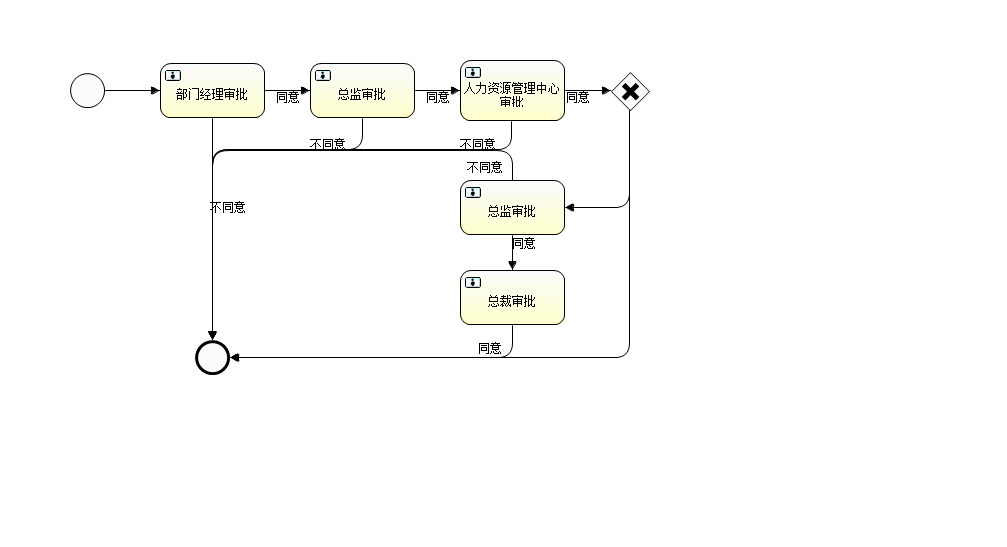 部门经理审批
同意
总监审批
同意
人力资源管理中心
审批
同意
不同意
不同意
不同意
不同意
总监审批
同意
总裁审批
同意